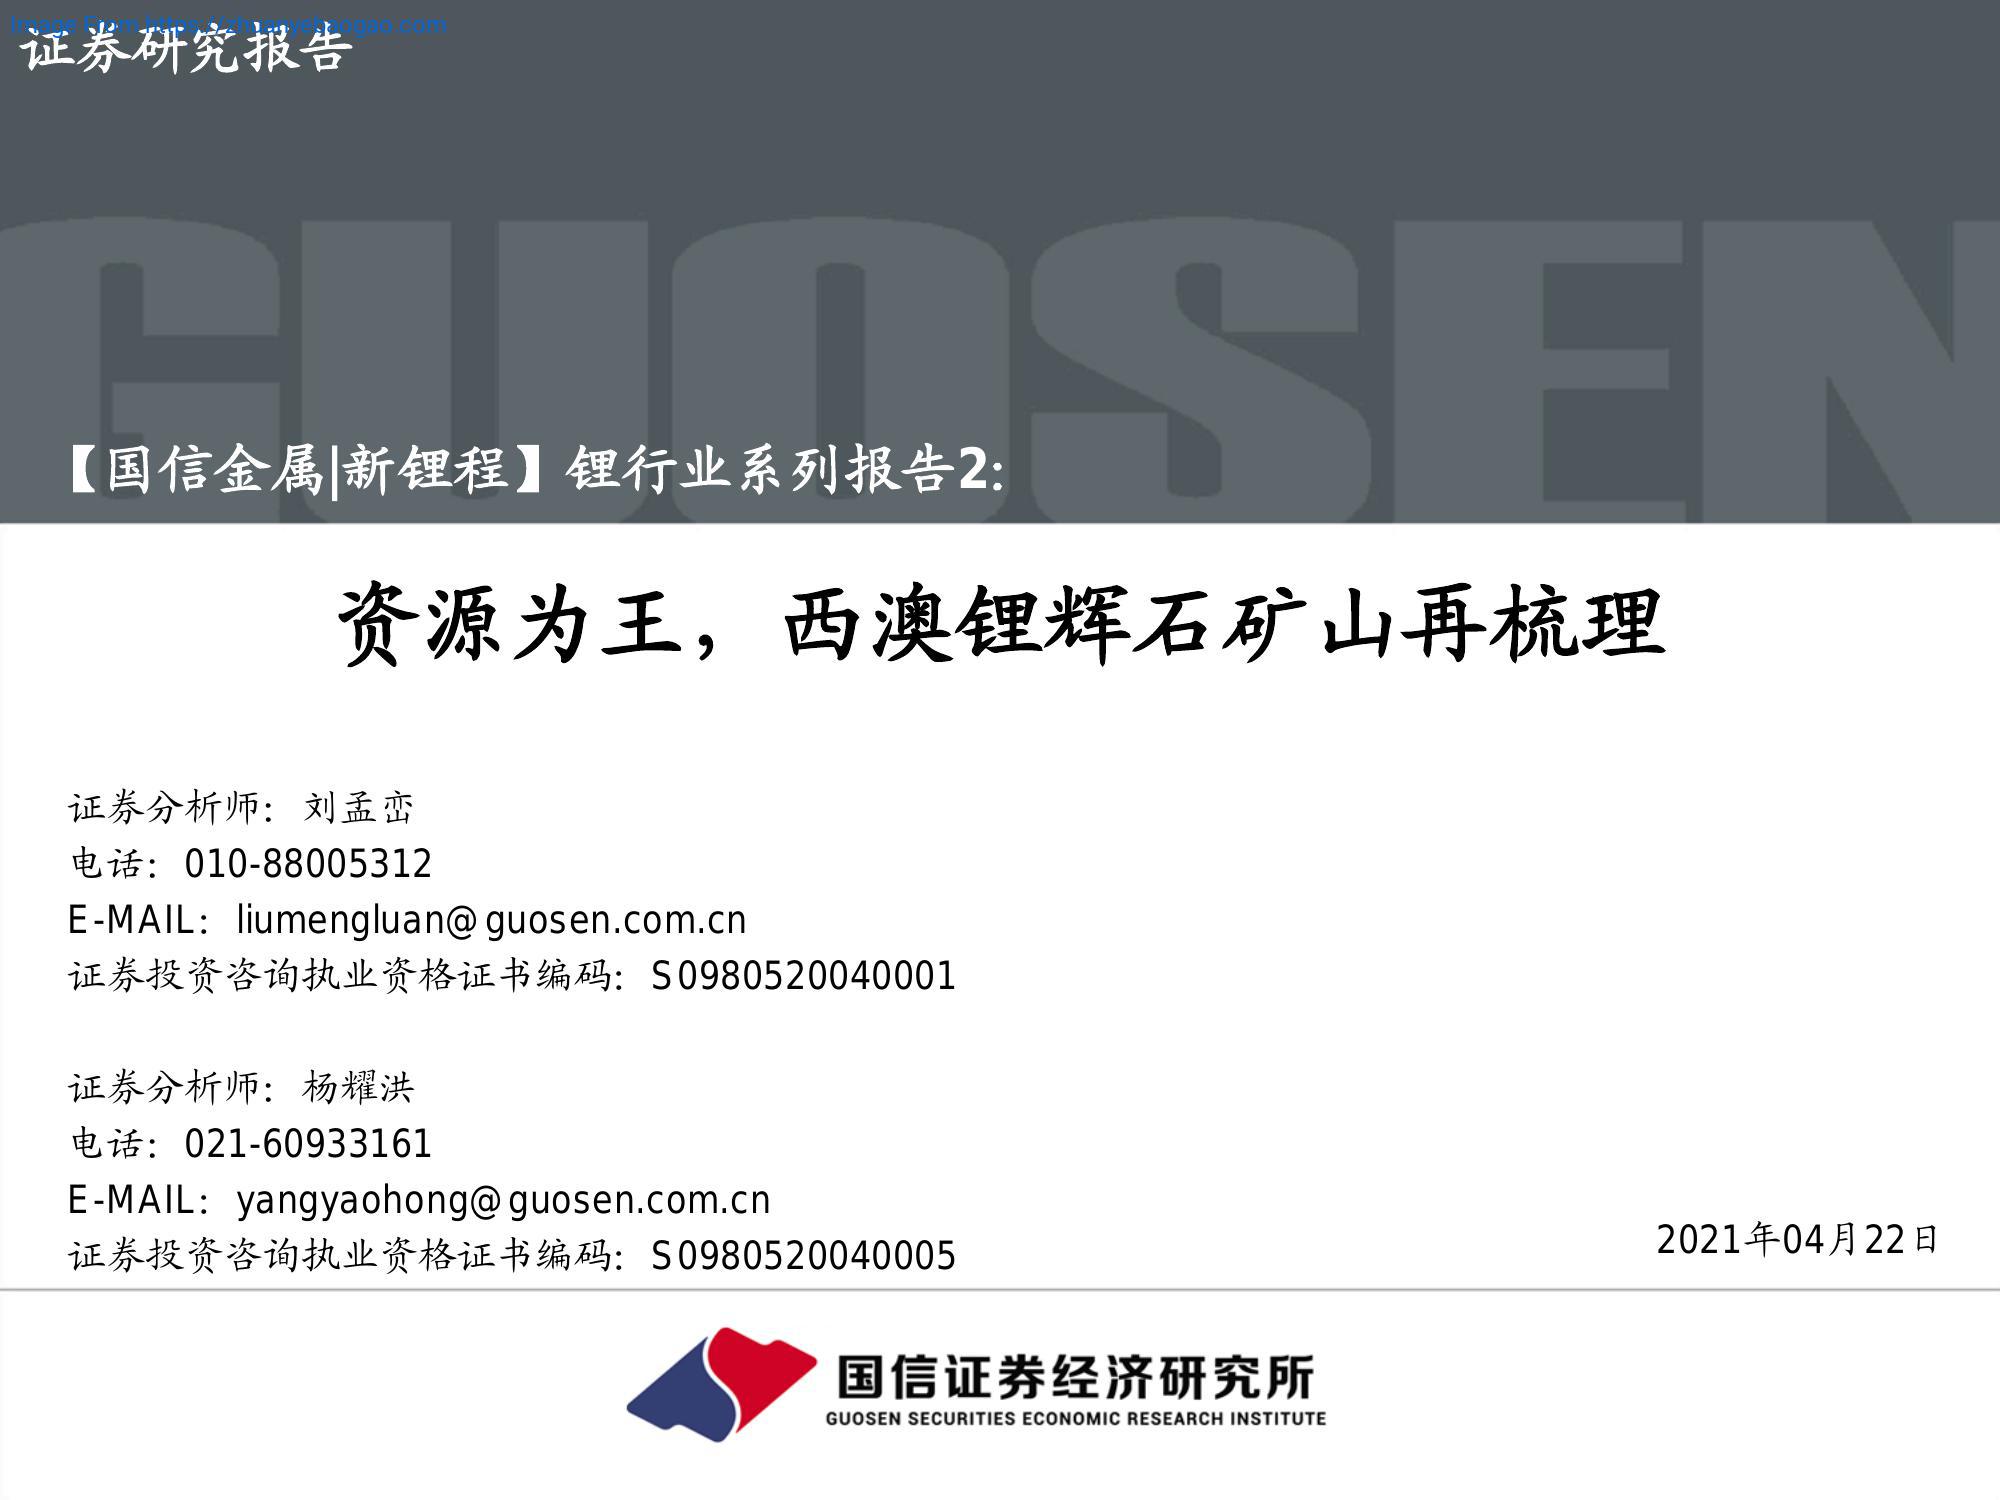 Image From https://zhuanyebaogao.com
证券研究报告
GUOSEN
【国信金属|新锂程】锂行业系列报告2:
资源为王，西澳锂辉石矿山再梳理
证券分析师：刘孟峦
电话：010-88005312
E-MAIL：liumengluan@guosen.com.cn
证券投资咨询执业资格证书编码：S0980520040001
证券分析师：杨耀洪
电话：021-60933161
E-MAIL：yangyaohong@guosen.com.cn
证券投资咨询执业资格证书编码：S0980520040005
2021年04月22日
国信证券经济研究所
GUOSEN SECURITIES ECONOMIC RESEARCH INSTITUTE